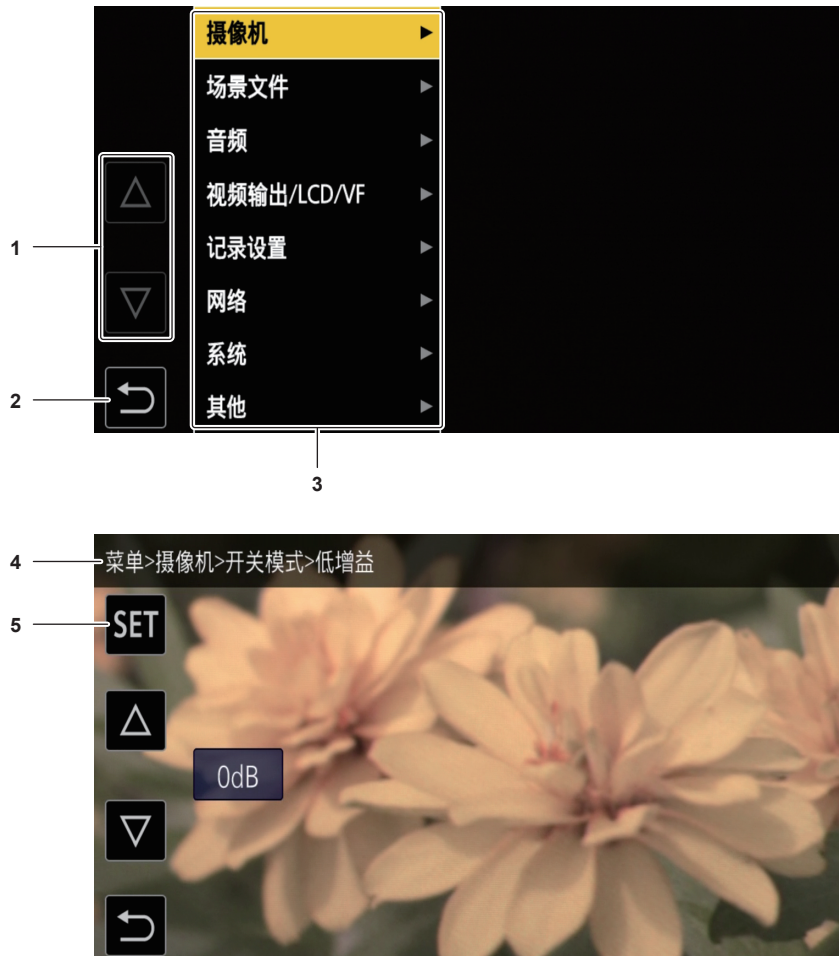 摄像机
场景文件
音频
视频输出/LCD/VF
1
记录设置
网络
系统
2
其他
3
4
菜单>摄像机>开关模式>低增益
5
SET
0dB